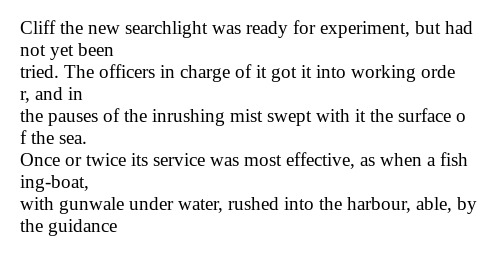 Cliff the new searchlight was ready for experiment, but had
not yet been
tried. The officers in charge of it got it into working orde
r, and in
the pauses of the inrushing mist swept with it the surface o
f the sea.
Once or twice its service was most effective, as when a fish
ing-boat,
with gunwale under water, rushed into the harbour, able, by
the guidance